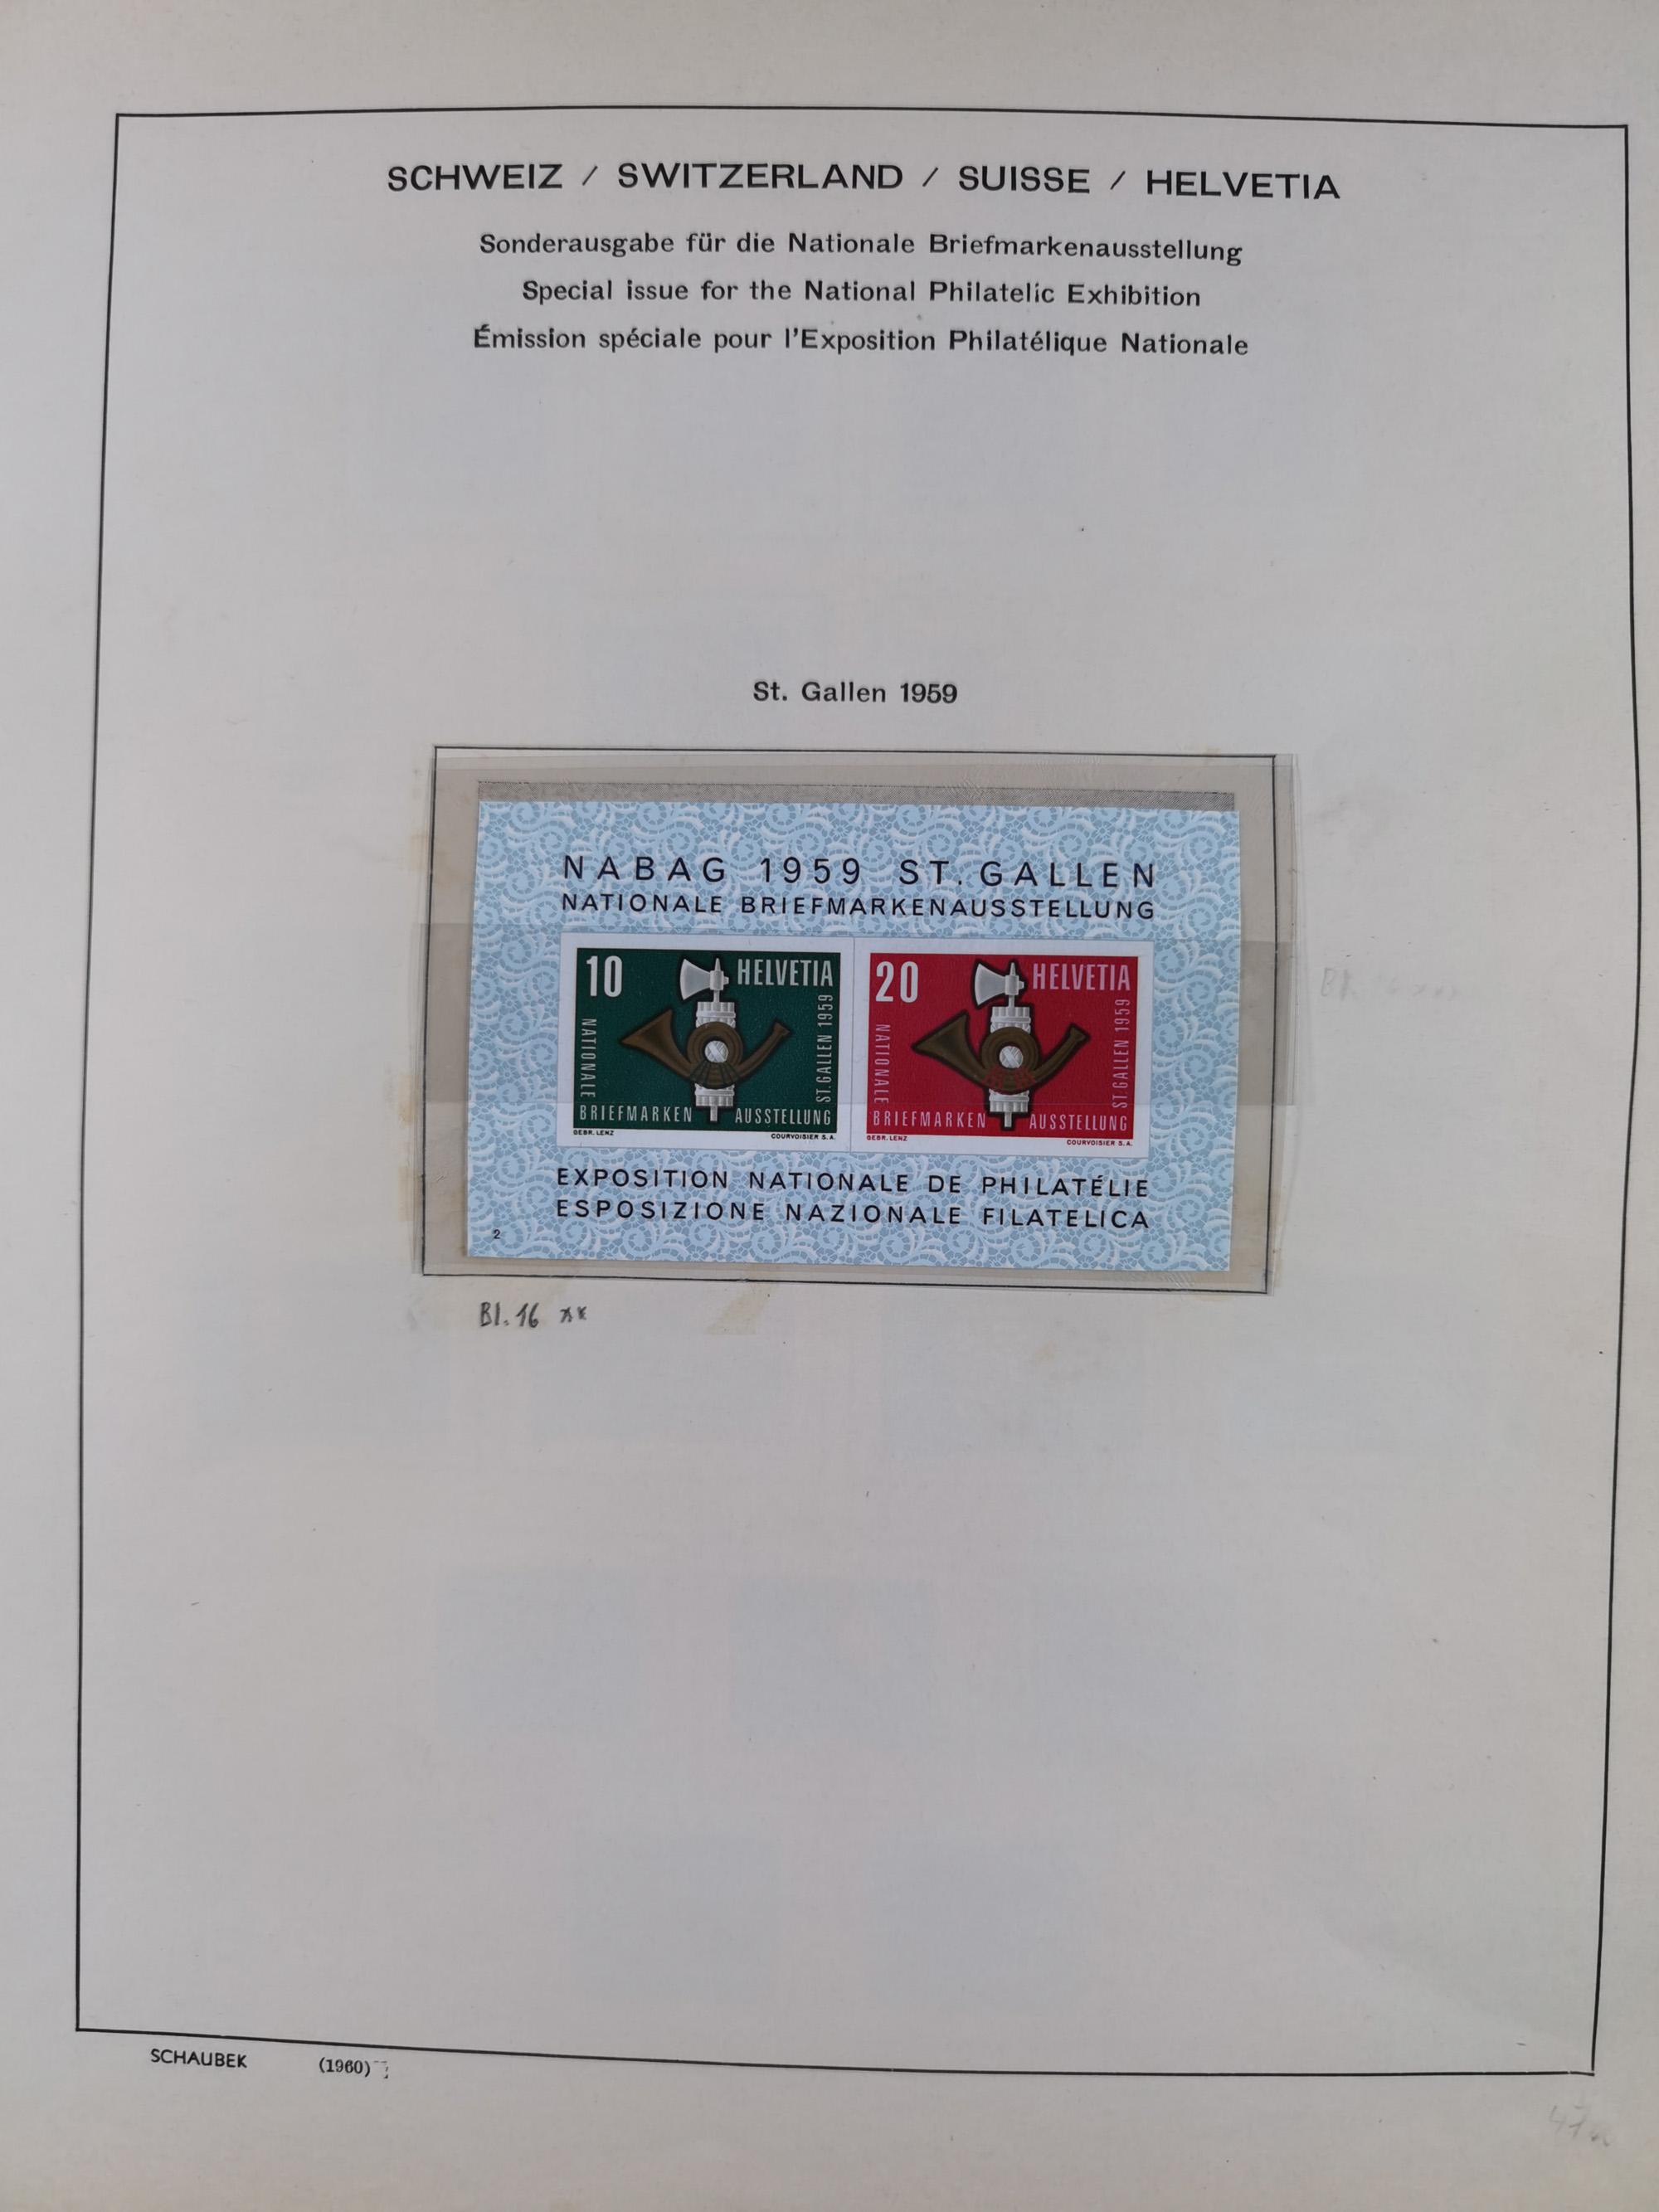 SCHWEIZ / SWITZERLAND / SUISSE / HELVETIA
Sonderausgabe für die Nationale Briefmarkenausstellung
Special issue for the National Philatelic Exhibition
Émission spéciale pour l'Exposition Philatélique Nationale
St. Gallen 1959
NABAG 1959 ST. GALLEN
NATIONALE BRIEFMARKENAUSSTELLUNG
10 HELVETIA
NATIONALE
BRIEFMARKEN AUSSTELLUNG
ST. GALLEN 1959
GEBR. LENZ COURVOISIER S.A.
20 HELVETIA
NATIONALE
BRIEFMARKEN AUSSTELLUNG
ST. GALLEN 1959
GEBR. LENZ COURVOISIER S.A.
EXPOSITION NATIONALE DE PHILATÉLIE
ESPOSIZIONE NAZIONALE FILATELICA
2
Bl. 16 **
SCHAUBEK (1960)